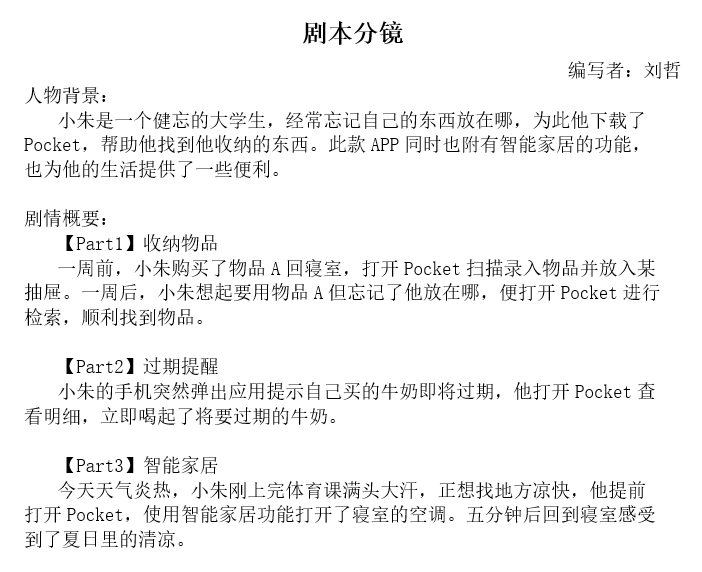 剧本分镜
编写者：刘哲
人物背景：
小朱是一个健忘的大学生，经常忘记自己的东西放在哪，为此他下载了
Pocket，帮助他找到他收纳的东西。此款 APP 同时也附有智能家居的功能，
也为他的生活提供了一些便利。
剧情概要：
【Part1】收纳物品
一周前，小朱购买了物品 A 回寝室，打开 Pocket 扫描录入物品并放入某
抽屉。一周后，小朱想起要用物品 A 但忘记了他放在哪，便打开 Pocket 进行
检索，顺利找到物品。
【Part2】过期提醒
小朱的手机突然弹出应用提示自己买的牛奶即将过期，他打开 Pocket 查
看明细，立即喝起了将要过期的牛奶。
【Part3】智能家居
今天天气炎热，小朱刚上完体育课满头大汗，正想找地方凉快，他提前
打开 Pocket，使用智能家居功能打开了寝室的空调。五分钟后回到寝室感受
到了夏日里的清凉。